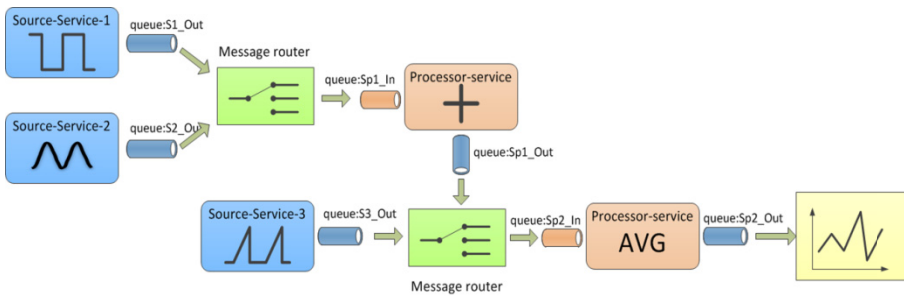 Source-Service-1
queue:S1_Out
Message router
queue:Sp1_In
Processor-service
Source-Service-2
queue:S2_Out
queue:Sp1_Out
Source-Service-3
queue:S3_Out
queue:Sp2_In
Processor-service
AVG
queue:Sp2_Out
Message router